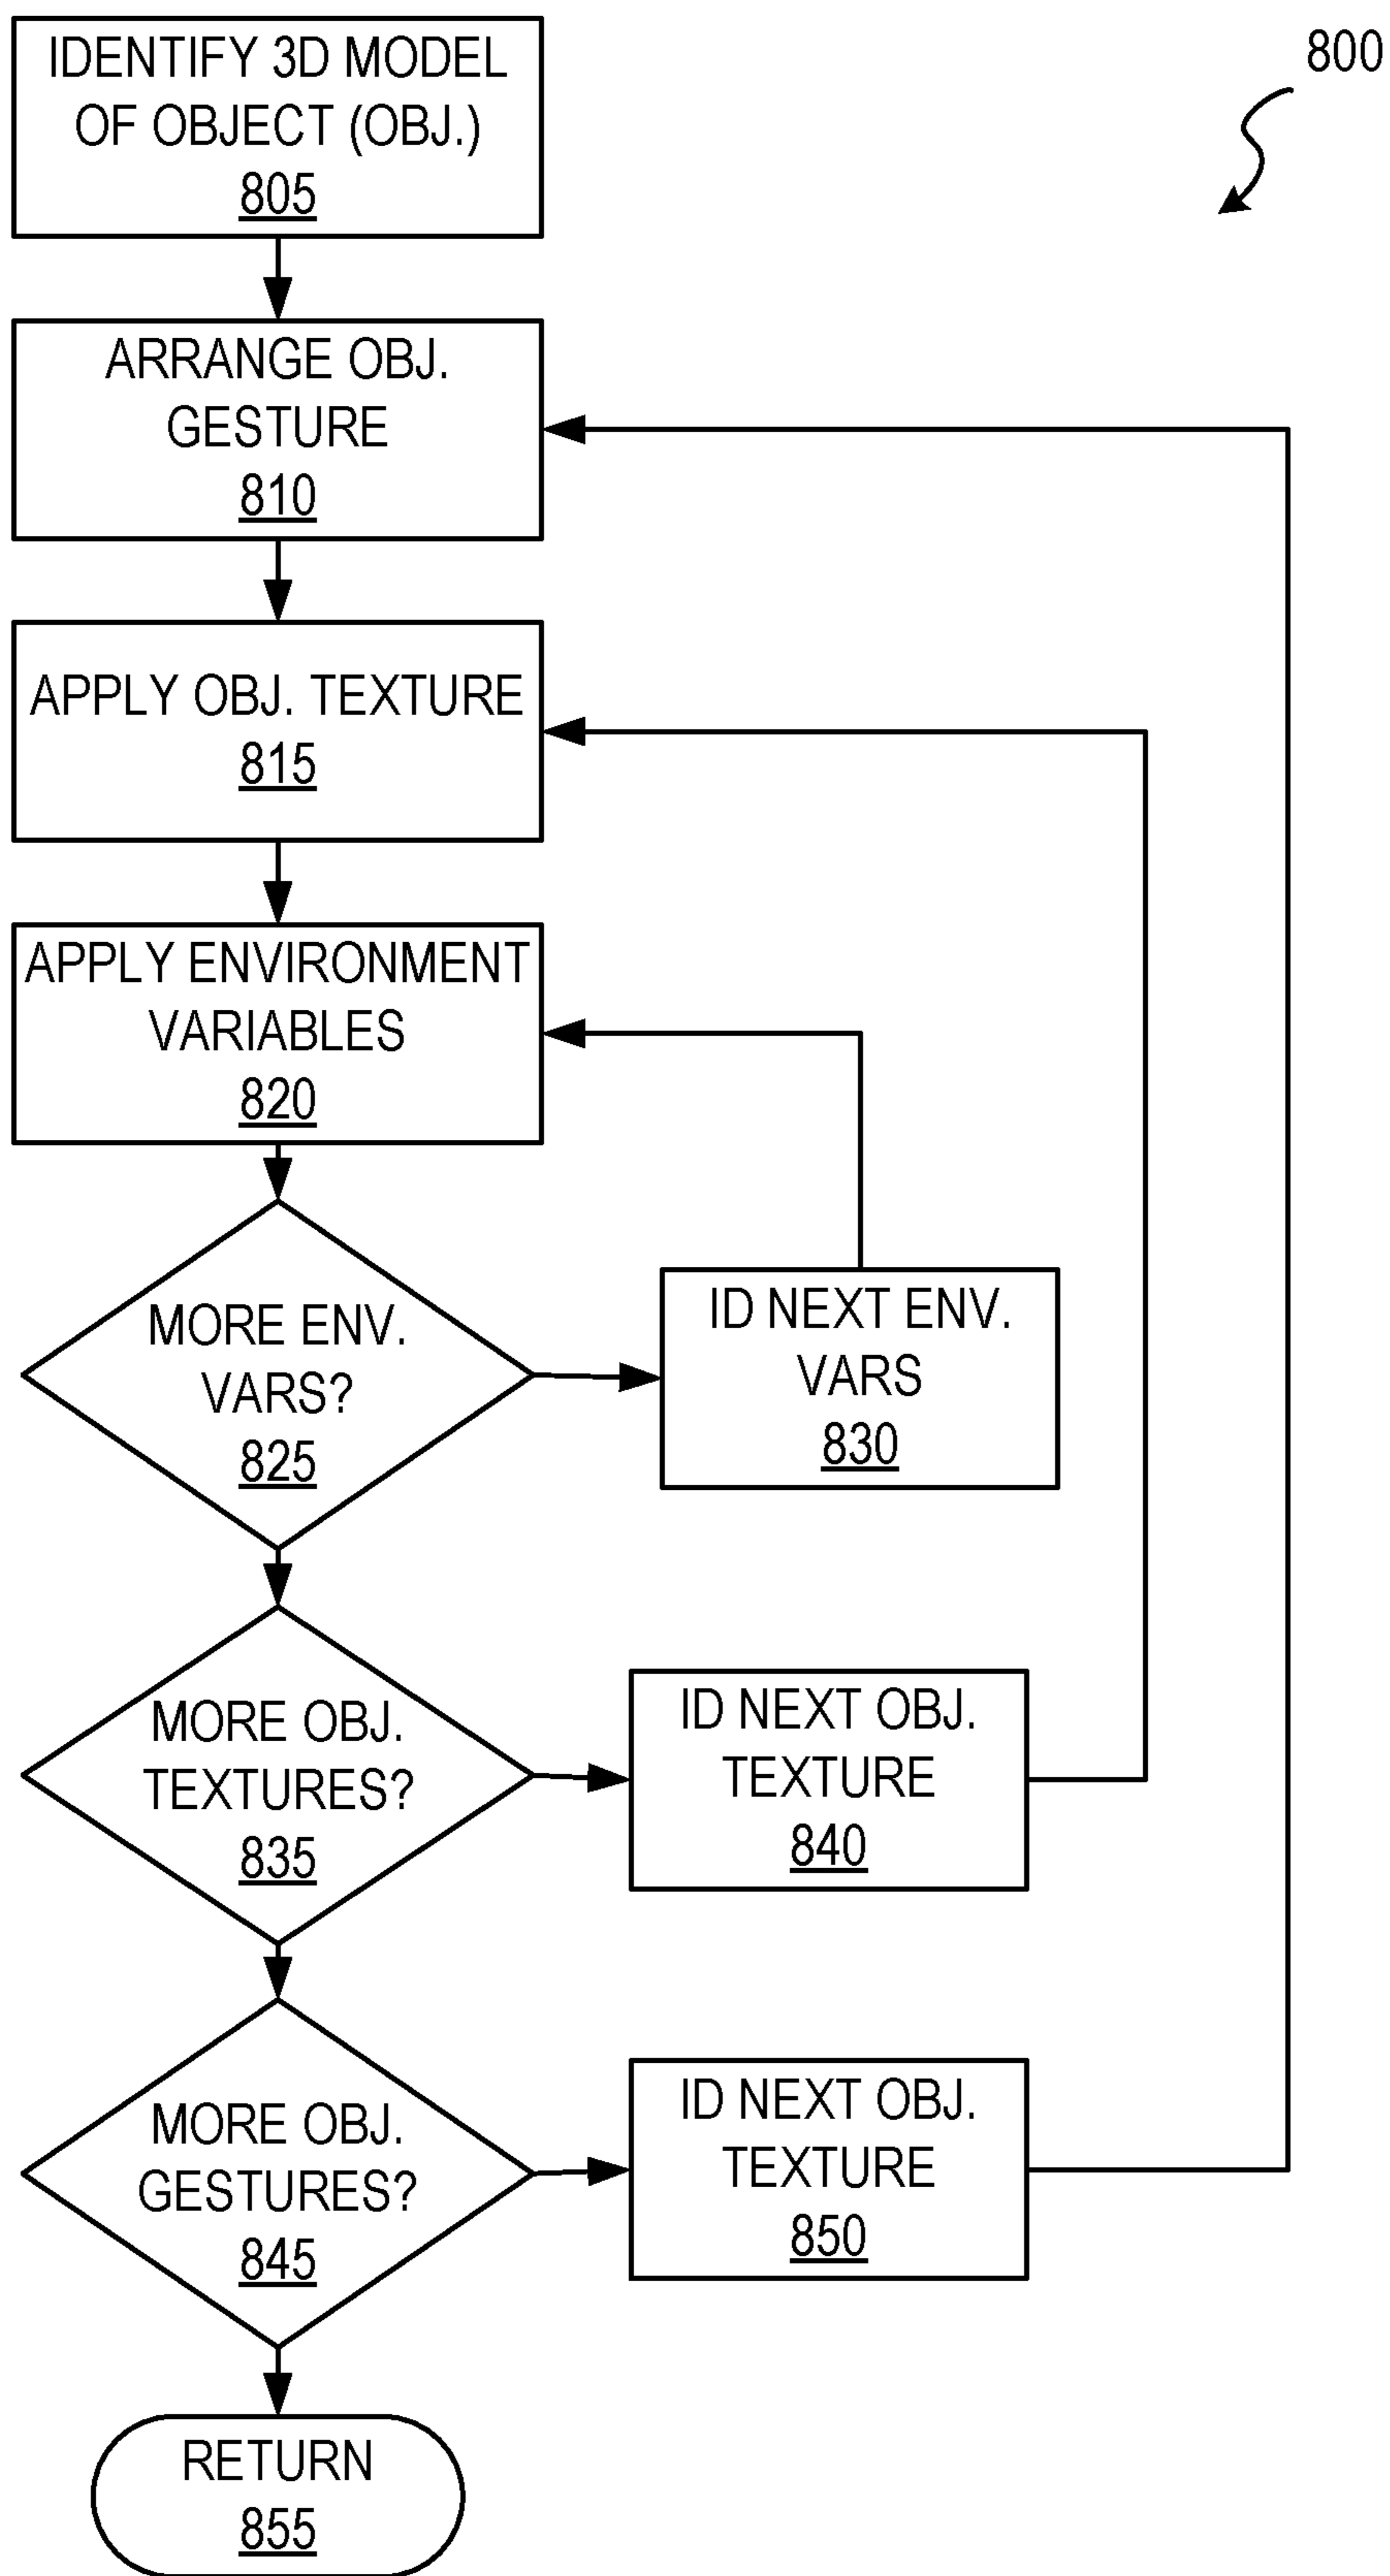 IDENTIFY 3D MODEL
OF OBJECT (OBJ.)
805
800
ARRANGE OBJ.
GESTURE
810
APPLY OBJ. TEXTURE
815
APPLY ENVIRONMENT
VARIABLES
820
MORE ENV.
VARS?
825
ID NEXT ENV.
VARS
830
MORE OBJ.
TEXTURES?
835
ID NEXT OBJ.
TEXTURE
840
MORE OBJ.
GESTURES?
845
ID NEXT OBJ.
TEXTURE
850
RETURN
855